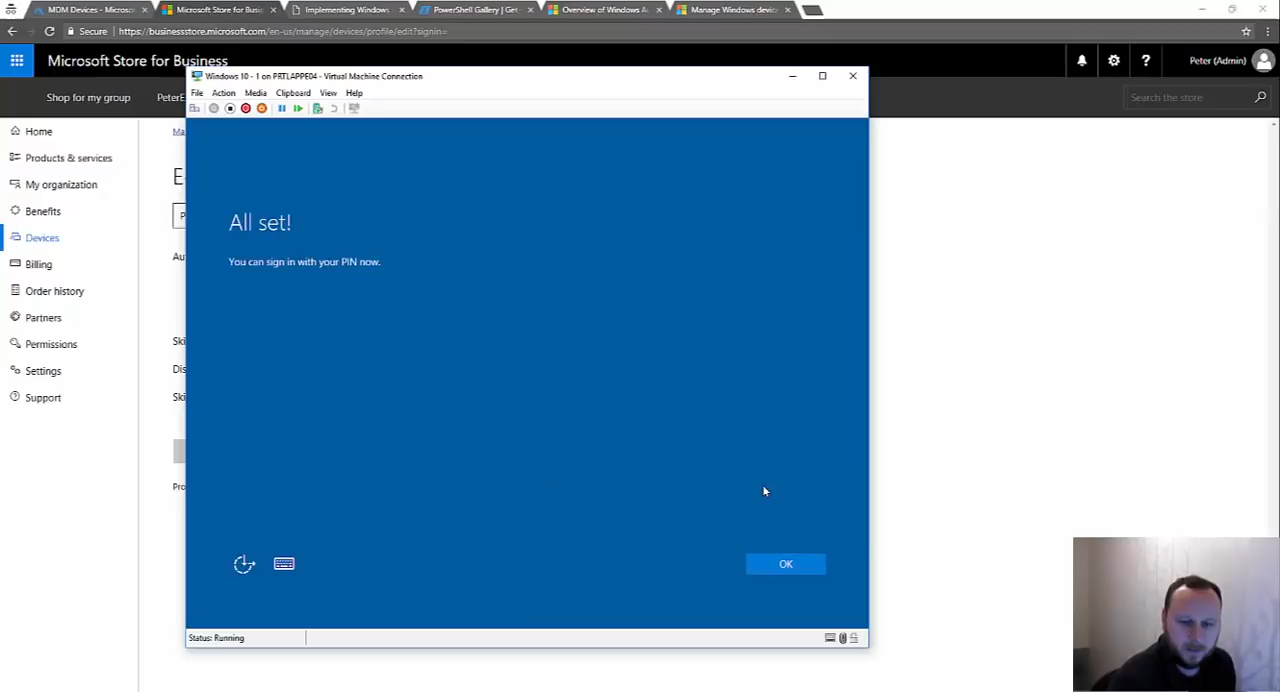 MDM Devices - Microso
Microsoft Store for Busin
Implementing Windows
PowerShell Gallery | Get
Overview of Windows A
Manage Windows devic
Secure
https://businessstore.microsoft.com/en-us/manage/devices/profile/edit?signin=
Microsoft Store for Business
Peter (Admin)
Shop for my group
Search the store
Home
Products & services
My organization
Benefits
Devices
Billing
Order history
Partners
Permissions
Settings
Support
Windows 10 - 1 on PRTLAPPE04 - Virtual Machine Connection
File Action Media Clipboard View Help
All set!
You can sign in with your PIN now.
OK
Status: Running